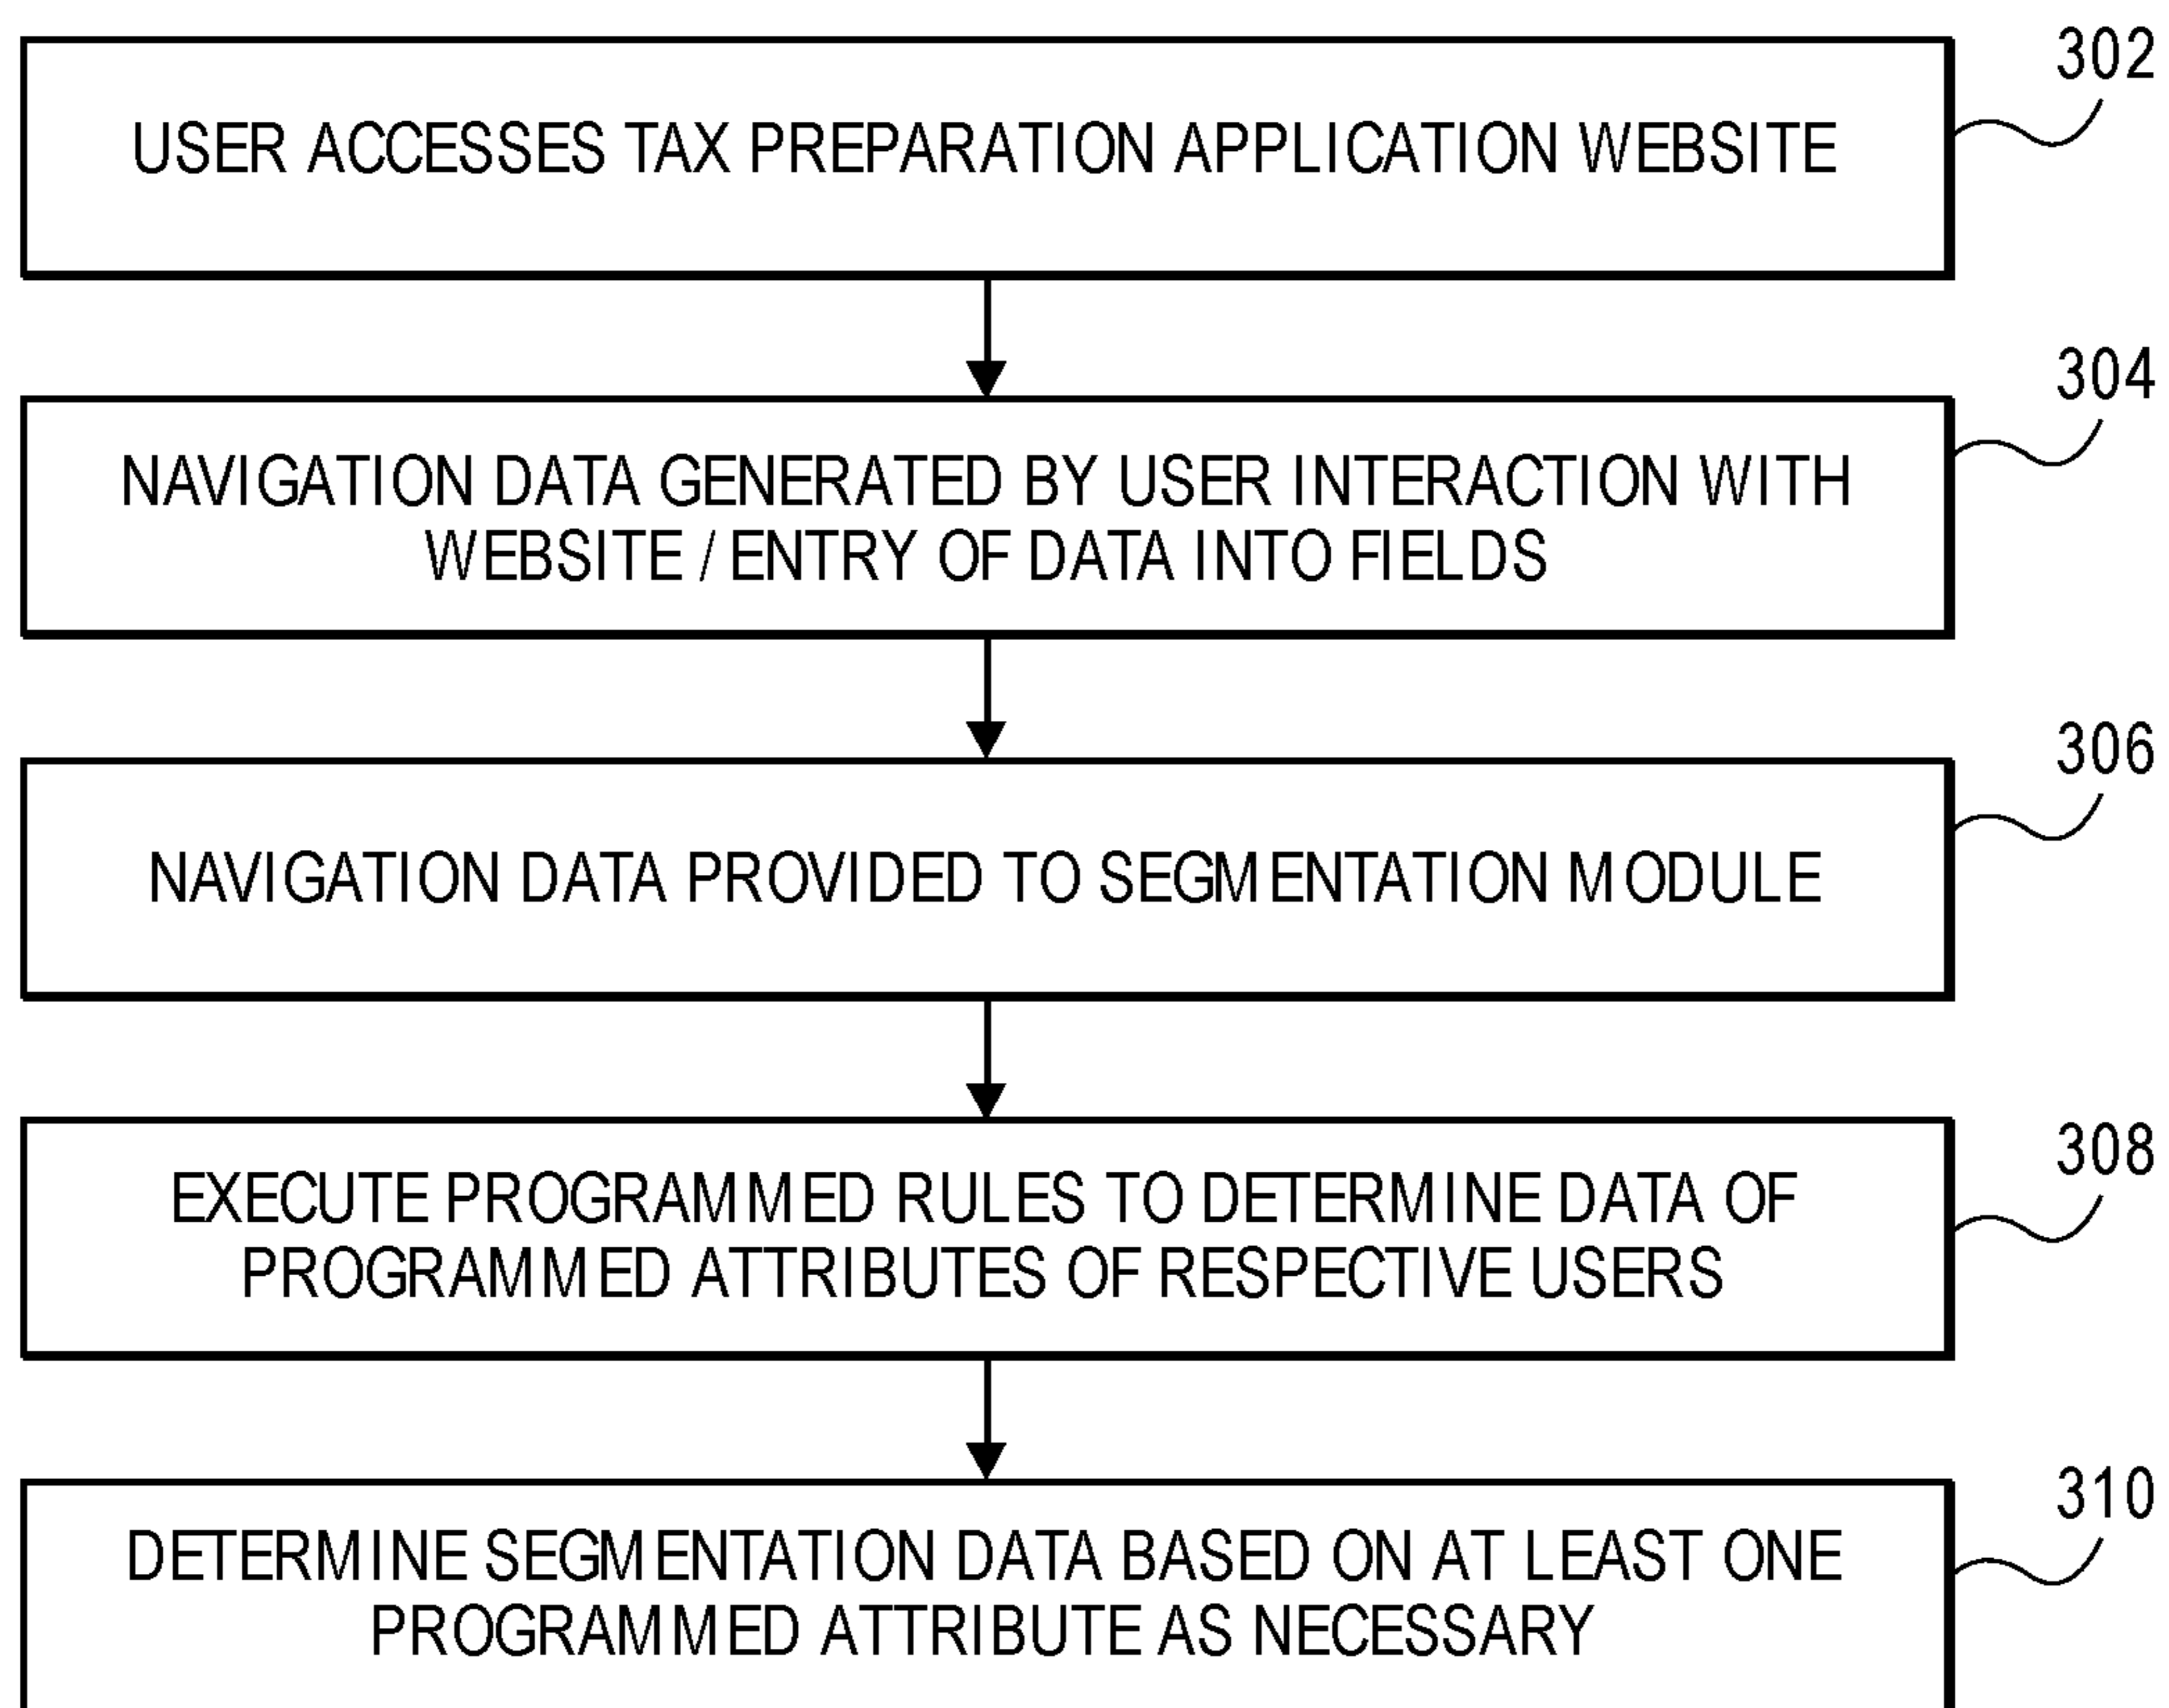 302
USER ACCESSES TAX PREPARATION APPLICATION WEBSITE
304
NAVIGATION DATA GENERATED BY USER INTERACTION WITH
WEBSITE / ENTRY OF DATA INTO FIELDS
306
NAVIGATION DATA PROVIDED TO SEGMENTATION MODULE
308
EXECUTE PROGRAMMED RULES TO DETERMINE DATA OF
PROGRAMMED ATTRIBUTES OF RESPECTIVE USERS
310
DETERMINE SEGMENTATION DATA BASED ON AT LEAST ONE
PROGRAMMED ATTRIBUTE AS NECESSARY